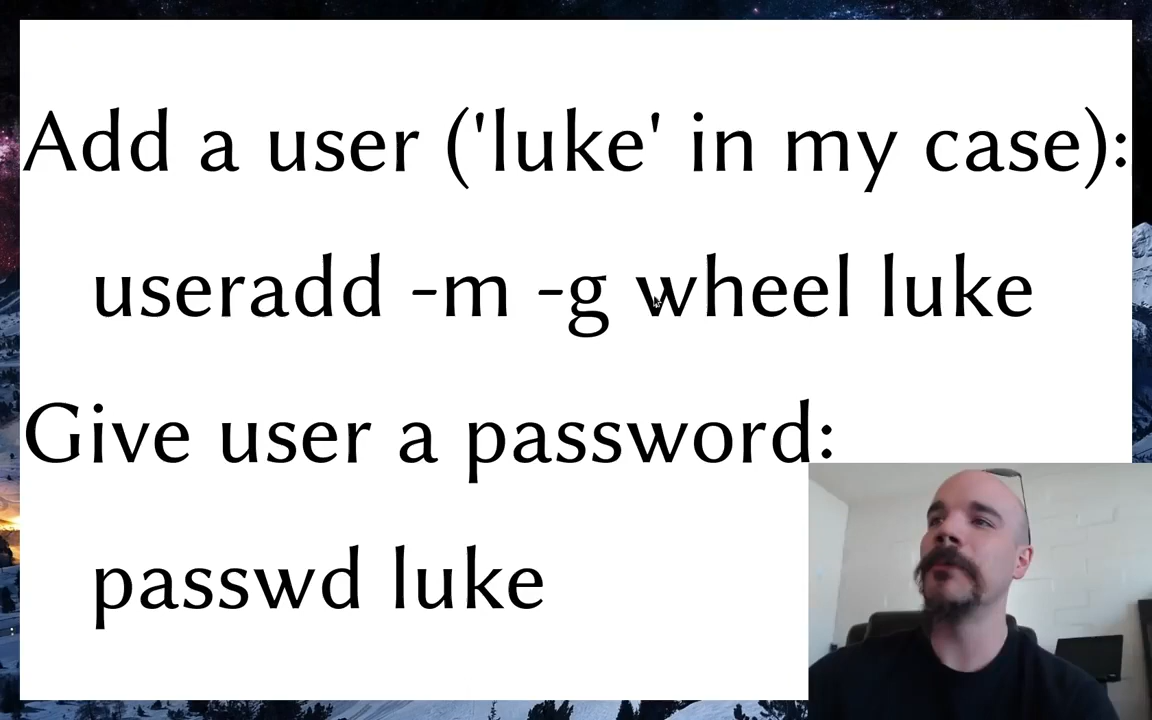 Add a user ('luke' in my case):
useradd -m -g wheel luke
Give user a password:
passwd luke